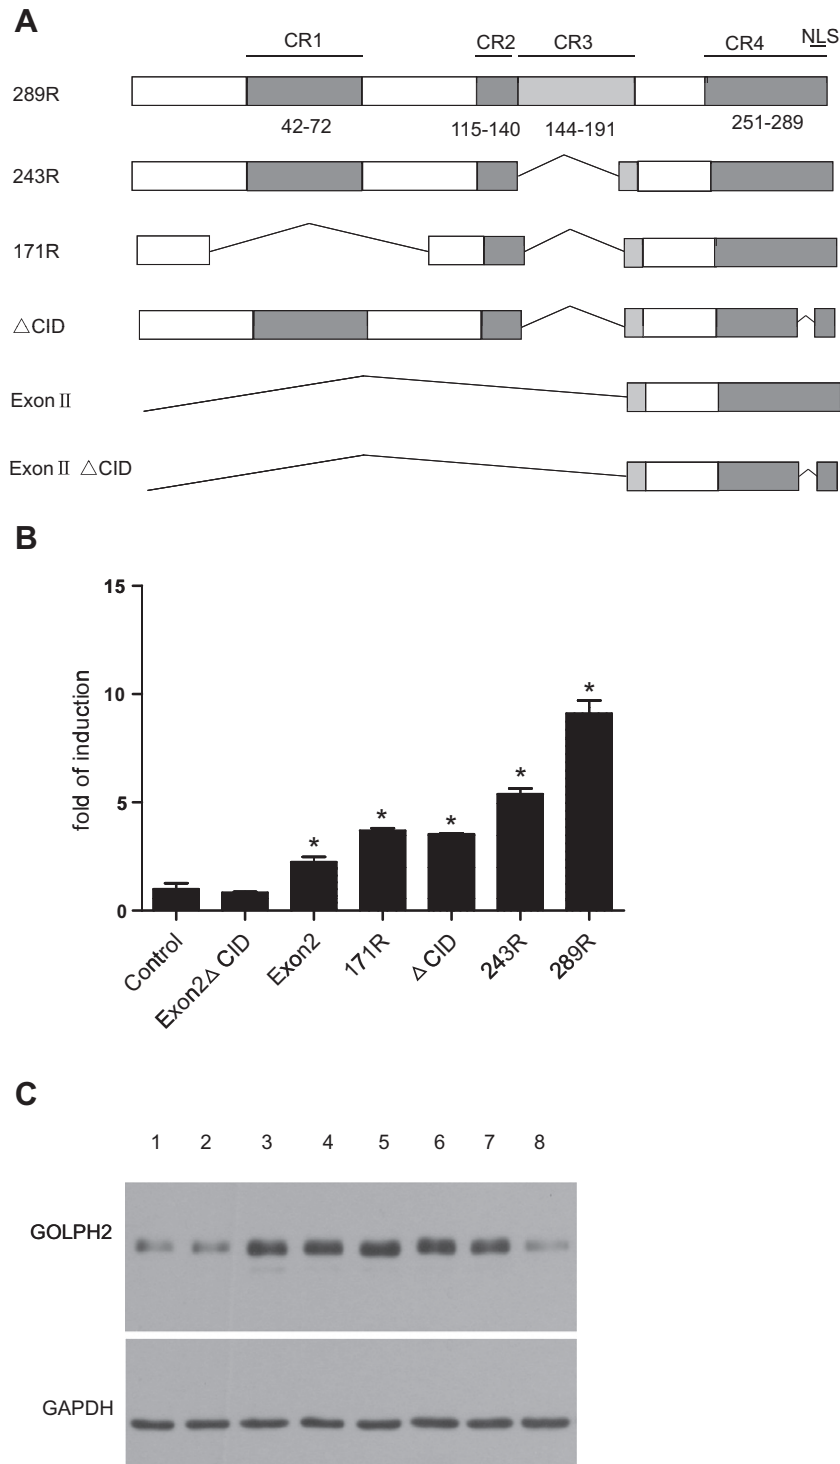 A
CR1 CR2 CR3 CR4 NLS
289R
42-72 115-140 144-191 251-289
243R
171R
△CID
Exon Ⅱ
Exon Ⅱ △CID
B
fold of induction
15
10
5
0
Control
Exon2Δ CID
Exon2
171R
Δ CID
243R
289R
*
*
*
*
*
C
1 2 3 4 5 6 7 8
GOLPH2
GAPDH